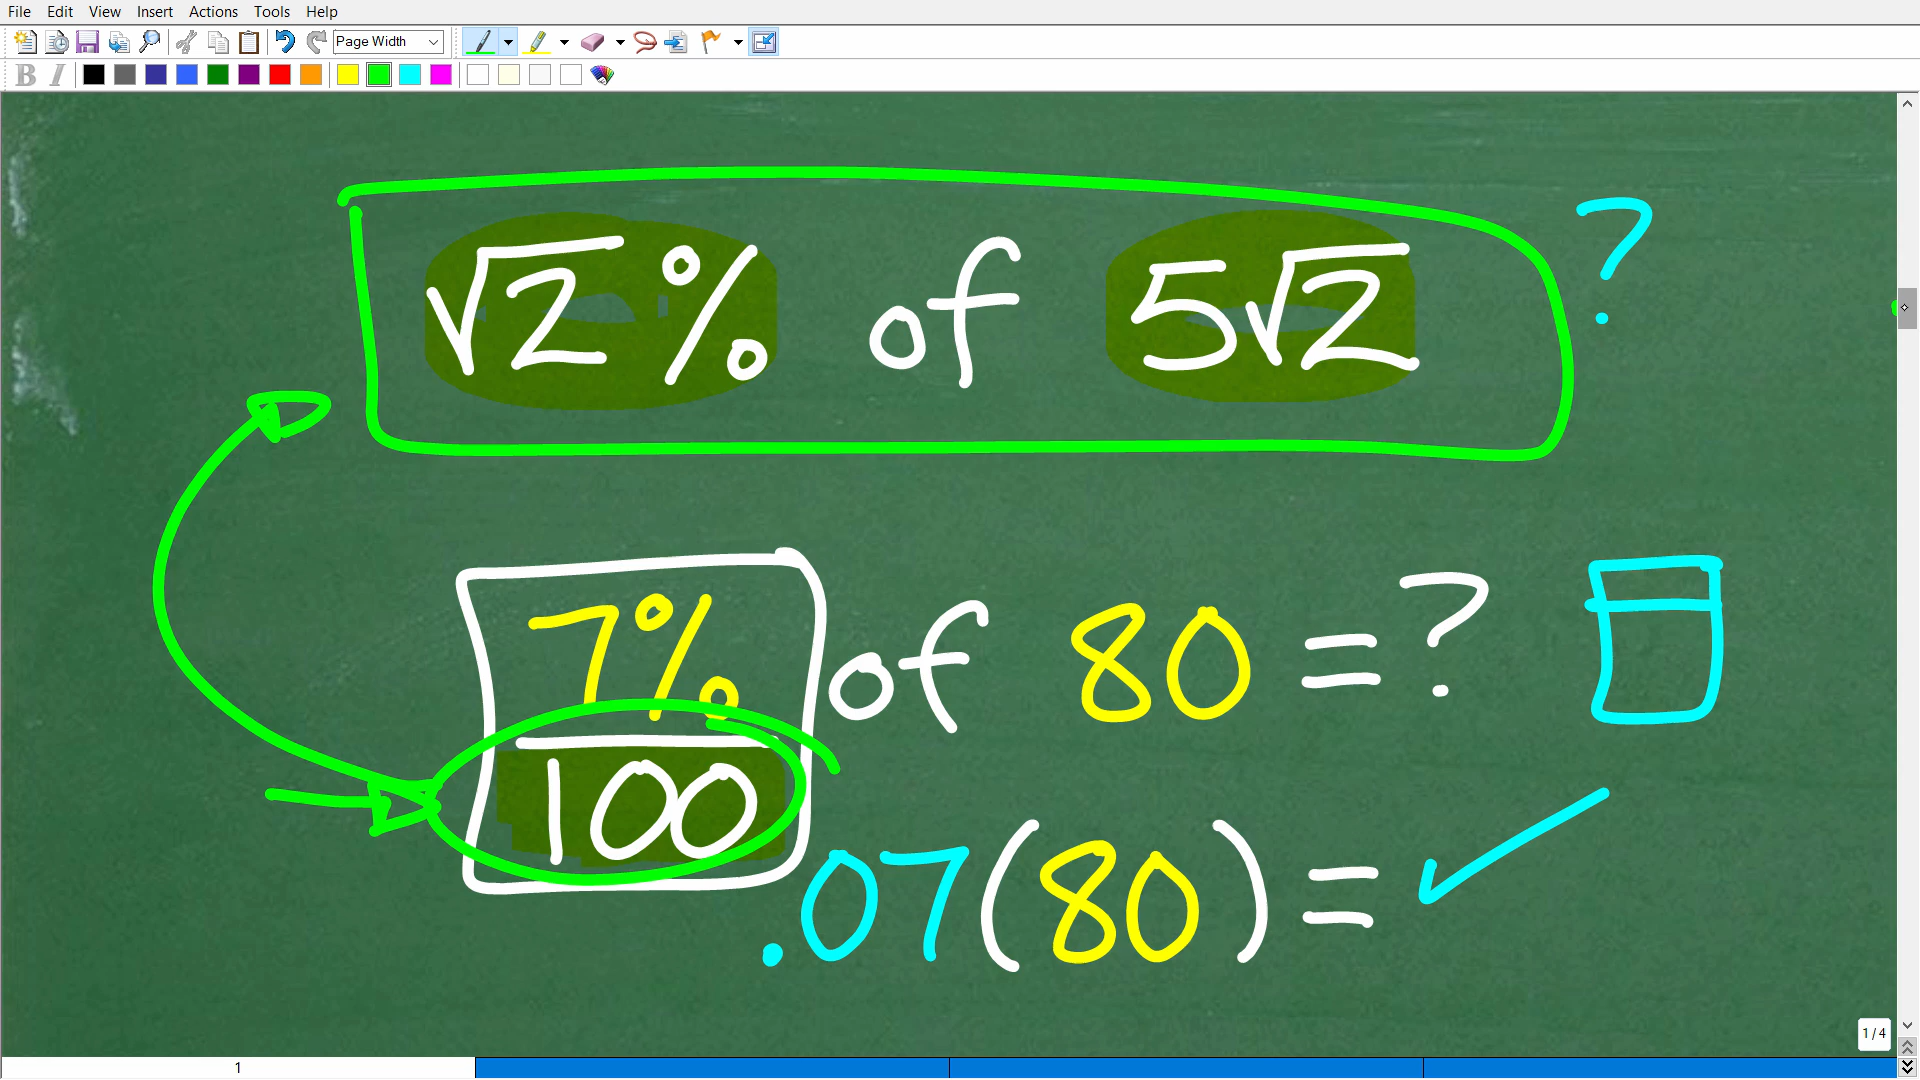 File Edit View Insert Actions Tools Help
Page Width
B I
√2% of 5√2 ?
7% of 80 = ?
100
.07(80) =
1 / 4
1